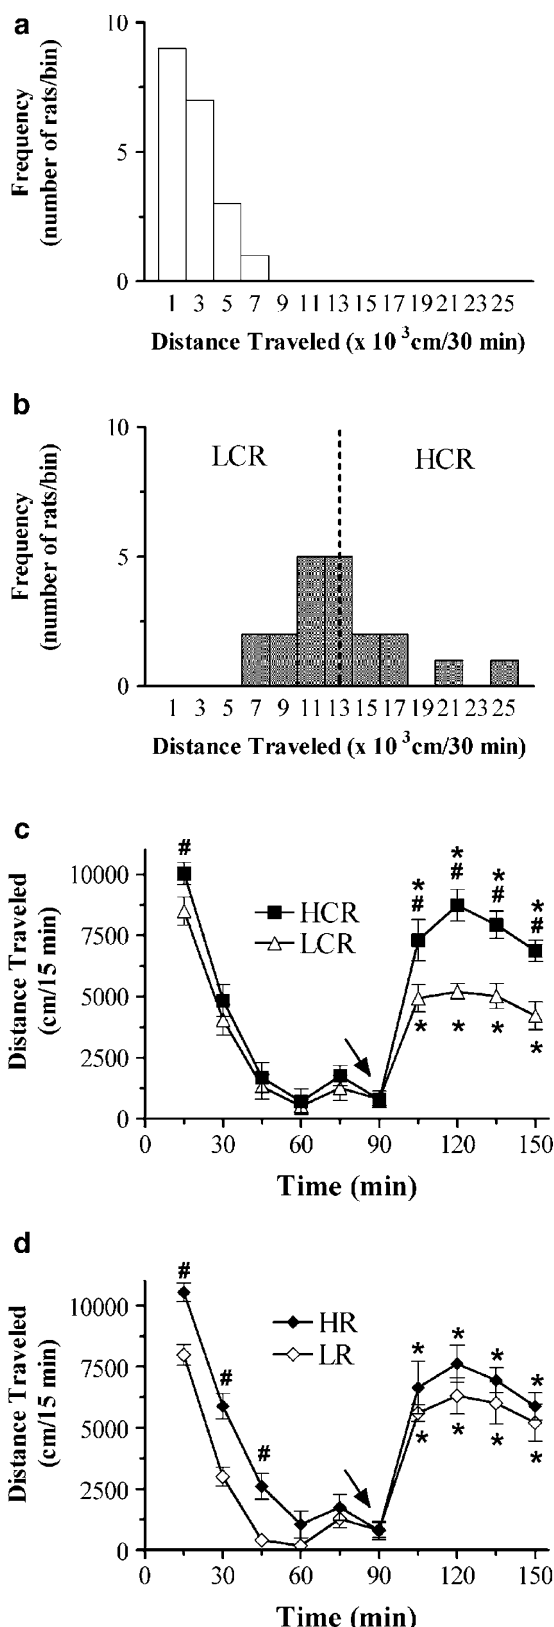 a
Frequency
(number of rats/bin)
10
5
0
1 3 5 7 9 11 13 15 17 19 21 23 25
Distance Traveled (x 10 3cm/30 min)
b
Frequency
(number of rats/bin)
10
5
0
LCR HCR
1 3 5 7 9 11 13 15 17 19 21 23 25
Distance Traveled (x 10 3cm/30 min)
c
Distance Traveled
(cm/15 min)
10000
7500
5000
2500
0
# * * * *
# # # #
HCR
LCR
* * * *
0 30 60 90 120 150
Time (min)
d
Distance Traveled
(cm/15 min)
10000
7500
5000
2500
0
# # #
HR
LR
* * * *
* * * *
0 30 60 90 120 150
Time (min)